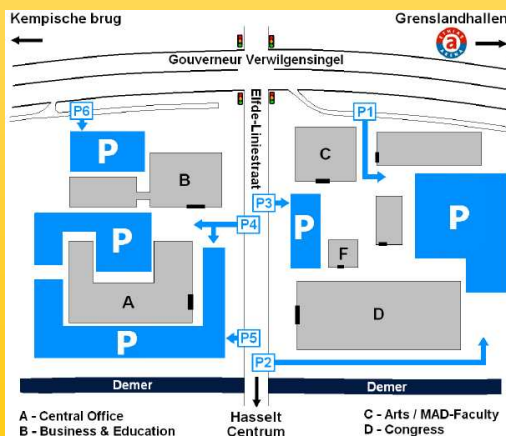 Kempische brug
Grenslandhallen
a
Gouverneur Verwilgensingel
Elfde-Liniestraat
P6
P1
P
B
C
P3
P
P
P4
P
F
A
D
P
P5
P2
Demer
Demer
A - Central Office
B - Business & Education
Hasselt
Centrum
C - Arts / MAD-Faculty
D - Congress